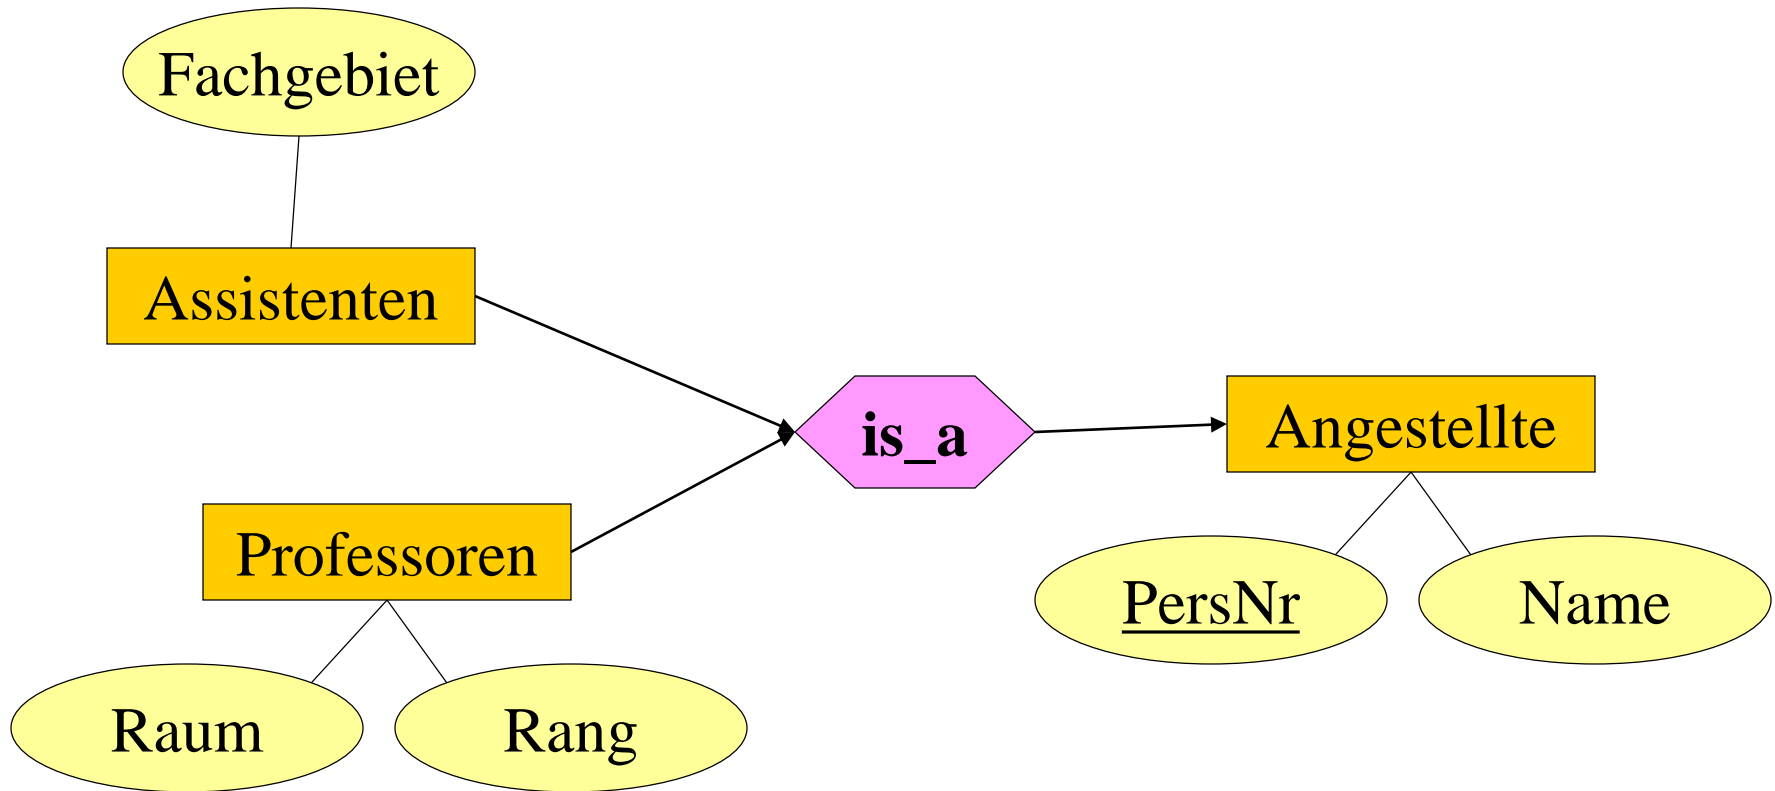 Fachgebiet
Assistenten
is_a
Angestellte
Professoren
PersNr
Name
Raum
Rang